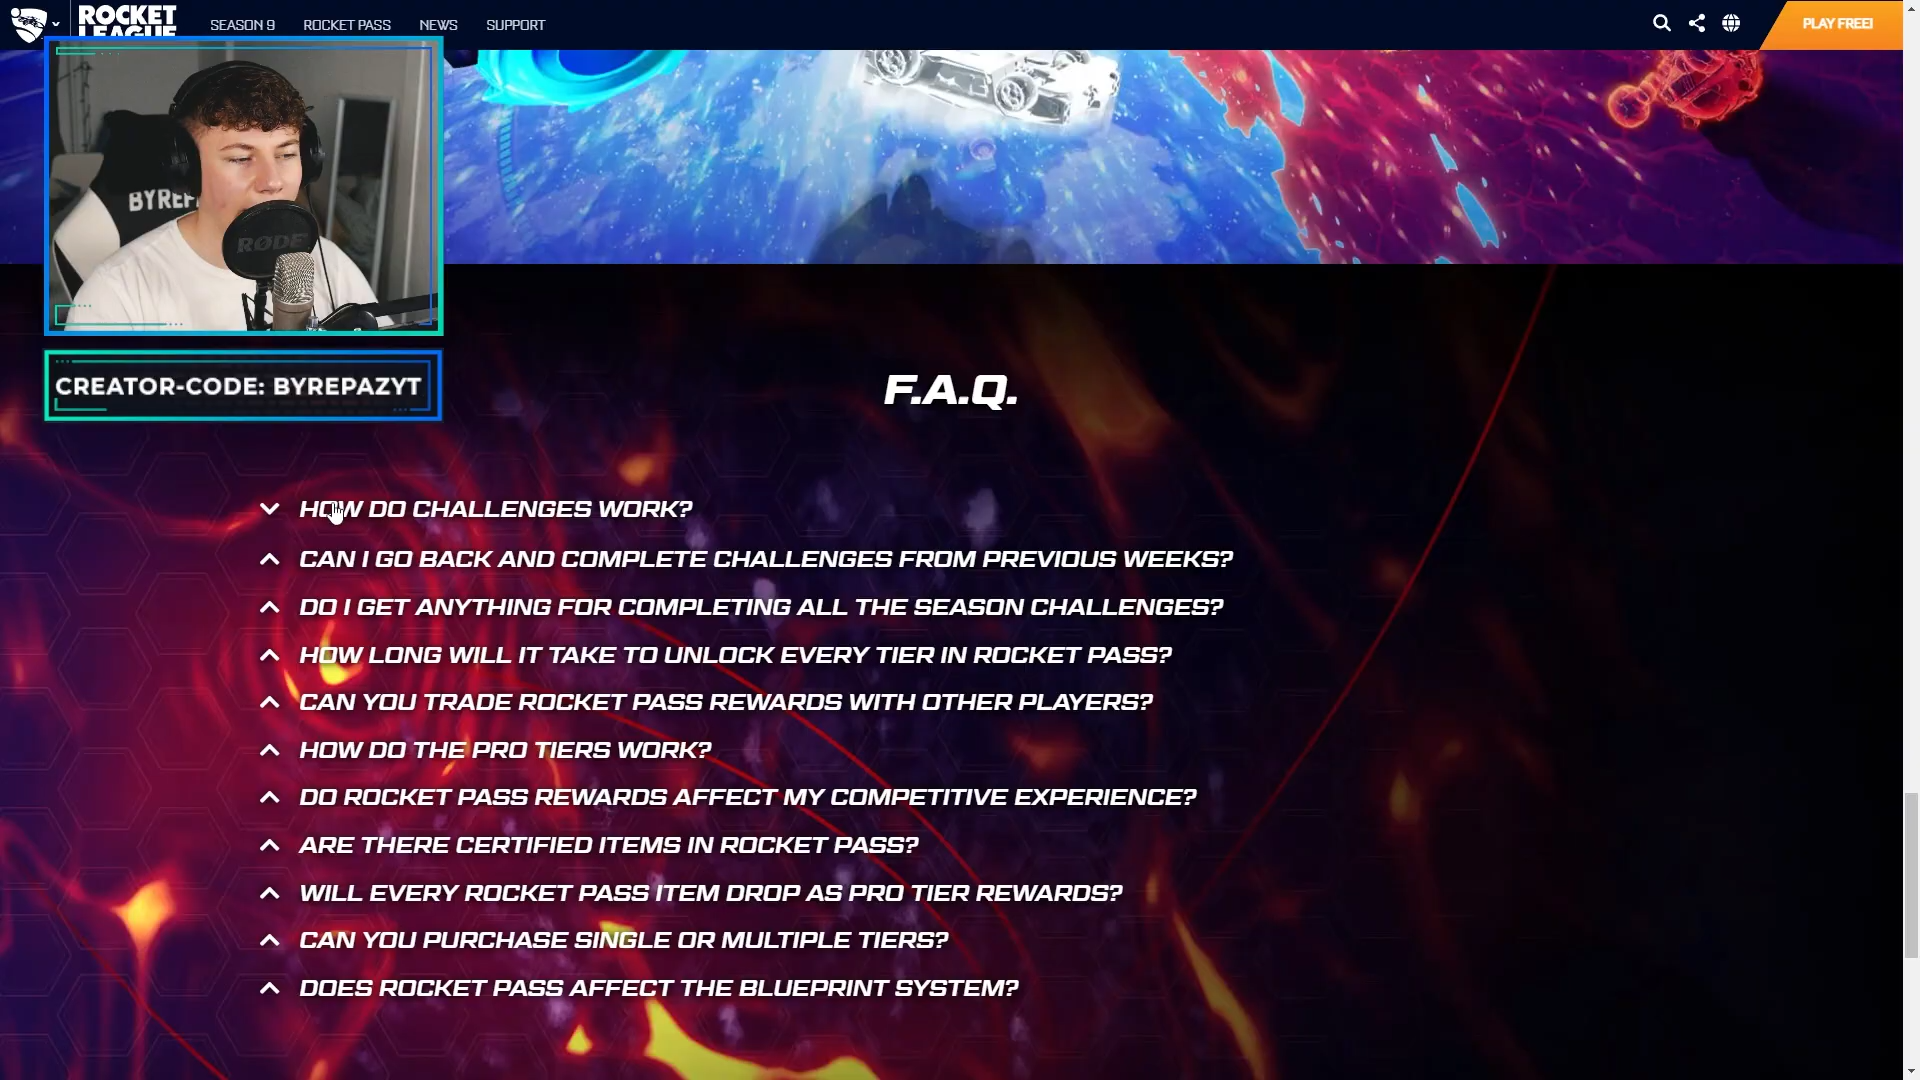 ROCKET
LEAGUE
SEASON 9
ROCKET PASS
NEWS
SUPPORT
PLAY FREE!
BYREP
RØDE
CREATOR-CODE: BYREPAZYT
F.A.Q.
HOW DO CHALLENGES WORK?
CAN I GO BACK AND COMPLETE CHALLENGES FROM PREVIOUS WEEKS?
DO I GET ANYTHING FOR COMPLETING ALL THE SEASON CHALLENGES?
HOW LONG WILL IT TAKE TO UNLOCK EVERY TIER IN ROCKET PASS?
CAN YOU TRADE ROCKET PASS REWARDS WITH OTHER PLAYERS?
HOW DO THE PRO TIERS WORK?
DO ROCKET PASS REWARDS AFFECT MY COMPETITIVE EXPERIENCE?
ARE THERE CERTIFIED ITEMS IN ROCKET PASS?
WILL EVERY ROCKET PASS ITEM DROP AS PRO TIER REWARDS?
CAN YOU PURCHASE SINGLE OR MULTIPLE TIERS?
DOES ROCKET PASS AFFECT THE BLUEPRINT SYSTEM?